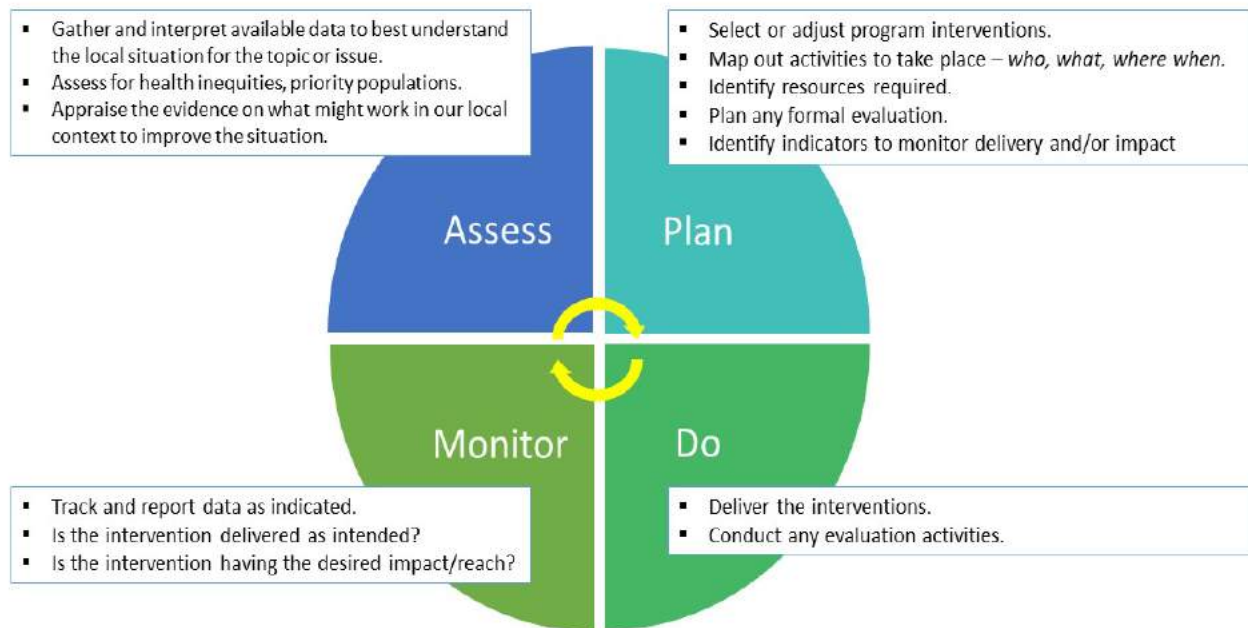 ▪ Gather and interpret available data to best understand
the local situation for the topic or issue.
▪ Assess for health inequities, priority populations.
▪ Appraise the evidence on what might work in our local
context to improve the situation.
▪ Select or adjust program interventions.
▪ Map out activities to take place – who, what, where when.
▪ Identify resources required.
▪ Plan any formal evaluation.
▪ Identify indicators to monitor delivery and/or impact
Assess
Plan
Monitor
Do
▪ Track and report data as indicated.
▪ Is the intervention delivered as intended?
▪ Is the intervention having the desired impact/reach?
▪ Deliver the interventions.
▪ Conduct any evaluation activities.